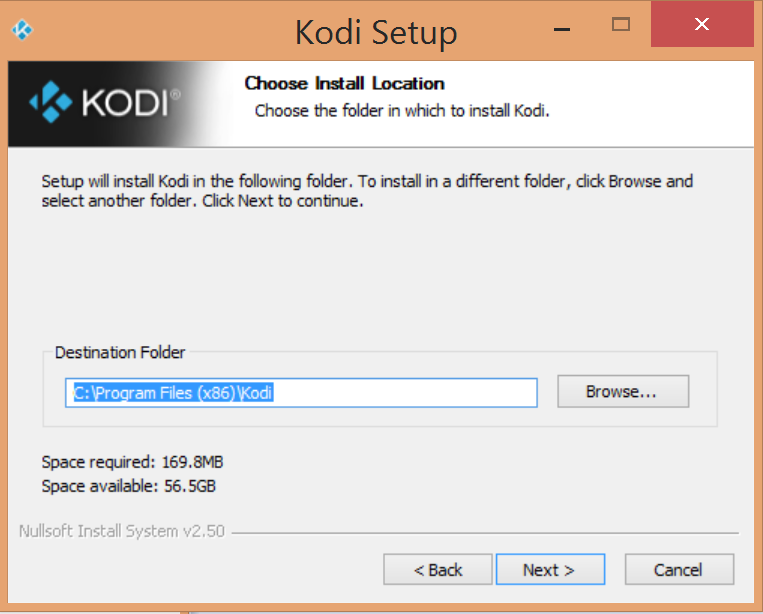 Kodi Setup
KODI®
Choose Install Location
Choose the folder in which to install Kodi.
Setup will install Kodi in the following folder. To install in a different folder, click Browse and
select another folder. Click Next to continue.
Destination Folder
C:\Program Files (x86)\Kodi
Browse...
Space required: 169.8MB
Space available: 56.5GB
Nullsoft Install System v2.50
< Back
Next >
Cancel